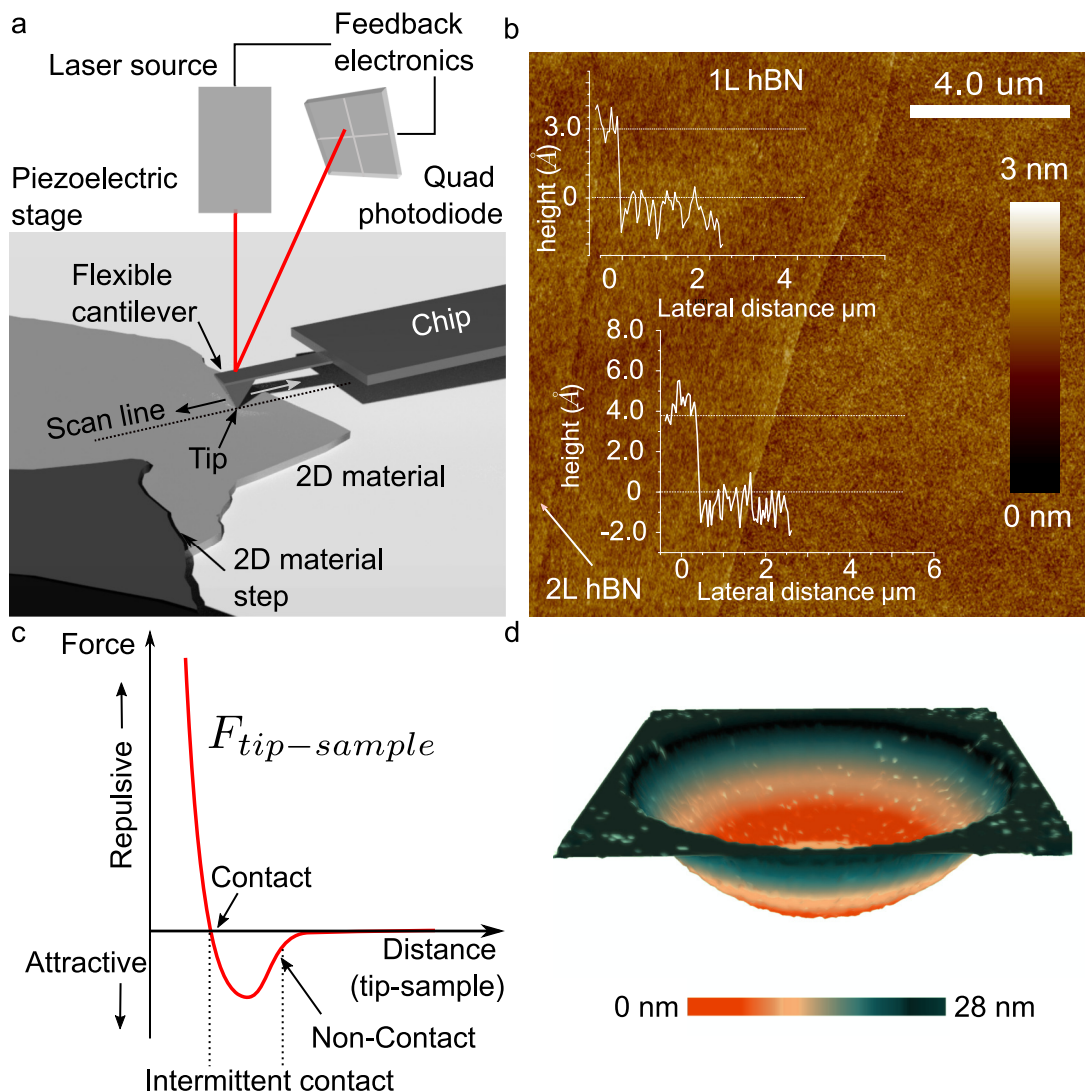 a
Feedback
electronics
Laser source
Piezoelectric
stage
Quad
photodiode
Flexible
cantilever
Chip
Scan line
Tip
2D material
2D material
step
b
1L hBN
4.0 um
3 nm
0 nm
height (Å)
3.0
0
0
2
4
Lateral distance µm
height (Å)
8.0
6.0
4.0
2.0
0
-2.0
0
2
4
6
Lateral distance µm
2L hBN
c
Force
Repulsive
F_{tip-sample}
Contact
Attractive
Distance
(tip-sample)
Non-Contact
Intermittent contact
d
0 nm
28 nm